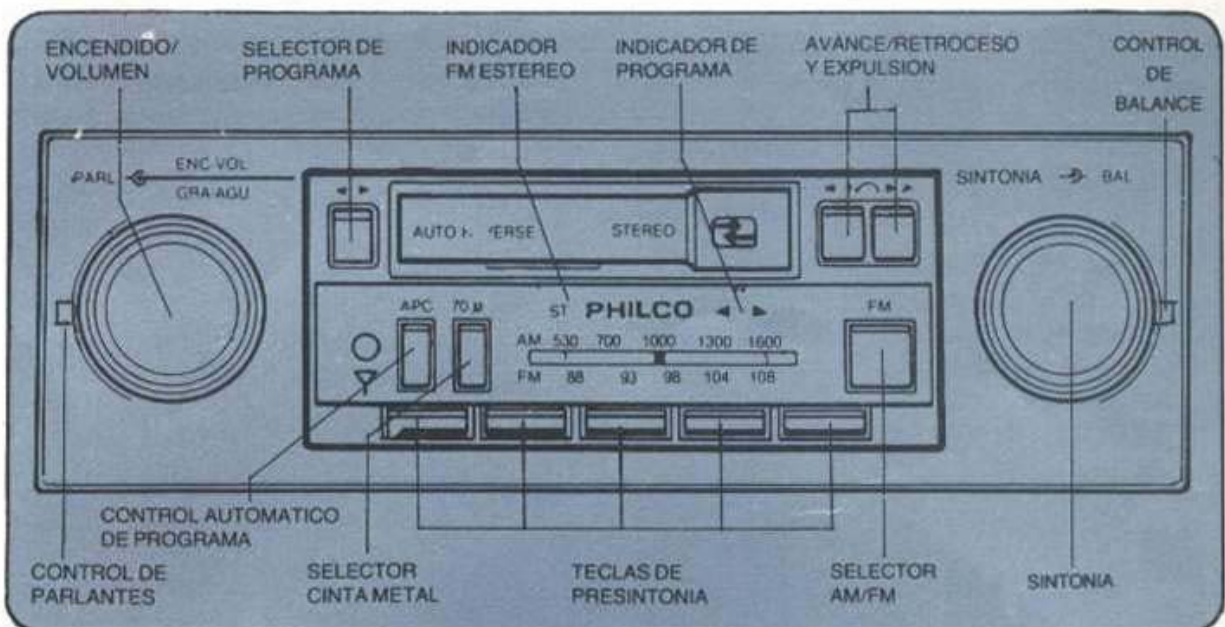 ENCENDIDO/
VOLUMEN
SELECTOR DE
PROGRAMA
INDICADOR
FM ESTEREO
INDICADOR DE
PROGRAMA
AVANCE/RETROCESO
Y EXPULSION
CONTROL
DE
BALANCE
PARL
ENC-VOL
GRA-AGU
SINTONIA
BAL
AUTO
STEREO
APC
70 µ
ST PHILCO
FM
AM 530 700 1000 1300 1600
FM 88 93 98 104 108
CONTROL AUTOMATICO
DE PROGRAMA
CONTROL DE
PARLANTES
SELECTOR
CINTA METAL
TECLAS DE
PRESINTONIA
SELECTOR
AM/FM
SINTONIA